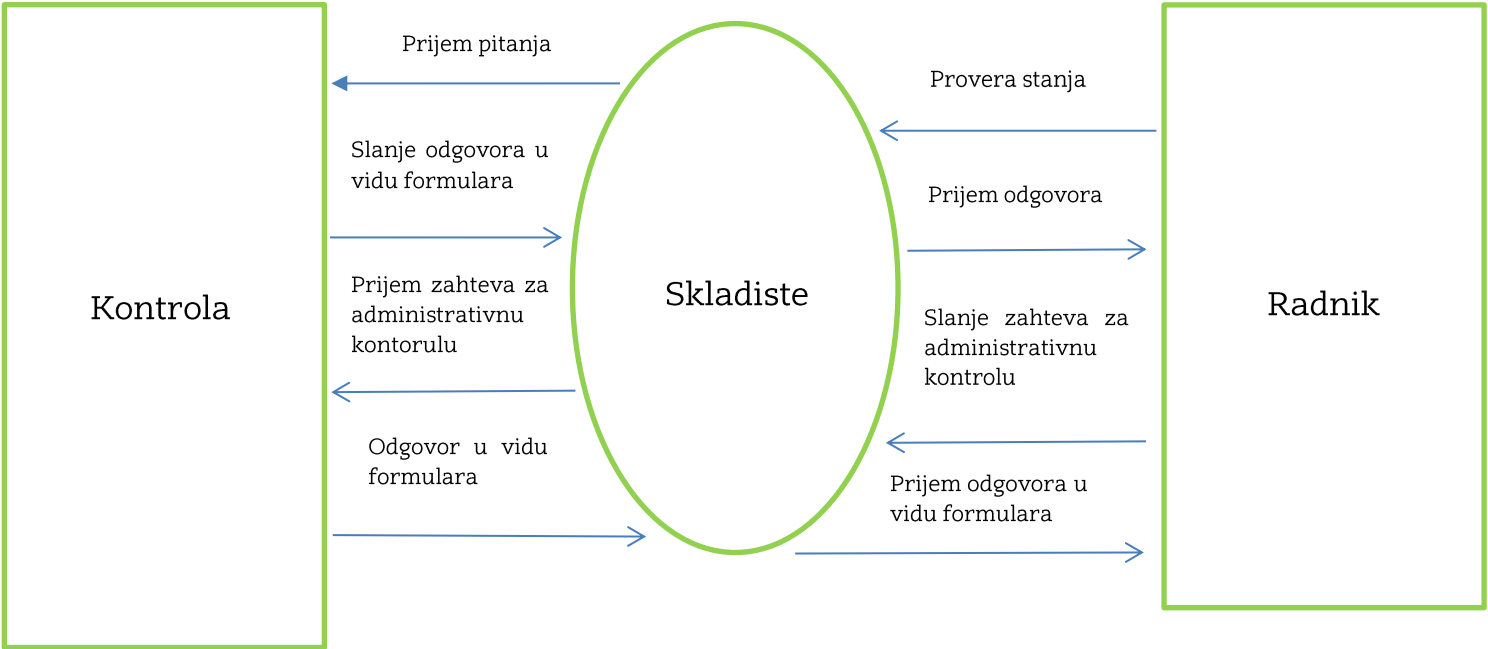 Prijem pitanja
Slanje odgovora u
vidu formulara
Prijem zahteva za
administrativnu
kontorulu
Odgovor u vidu
formulara
Kontrola
Skladiste
Provera stanja
Prijem odgovora
Slanje zahteva za
administrativnu
kontrolu
Prijem odgovora u
vidu formulara
Radnik